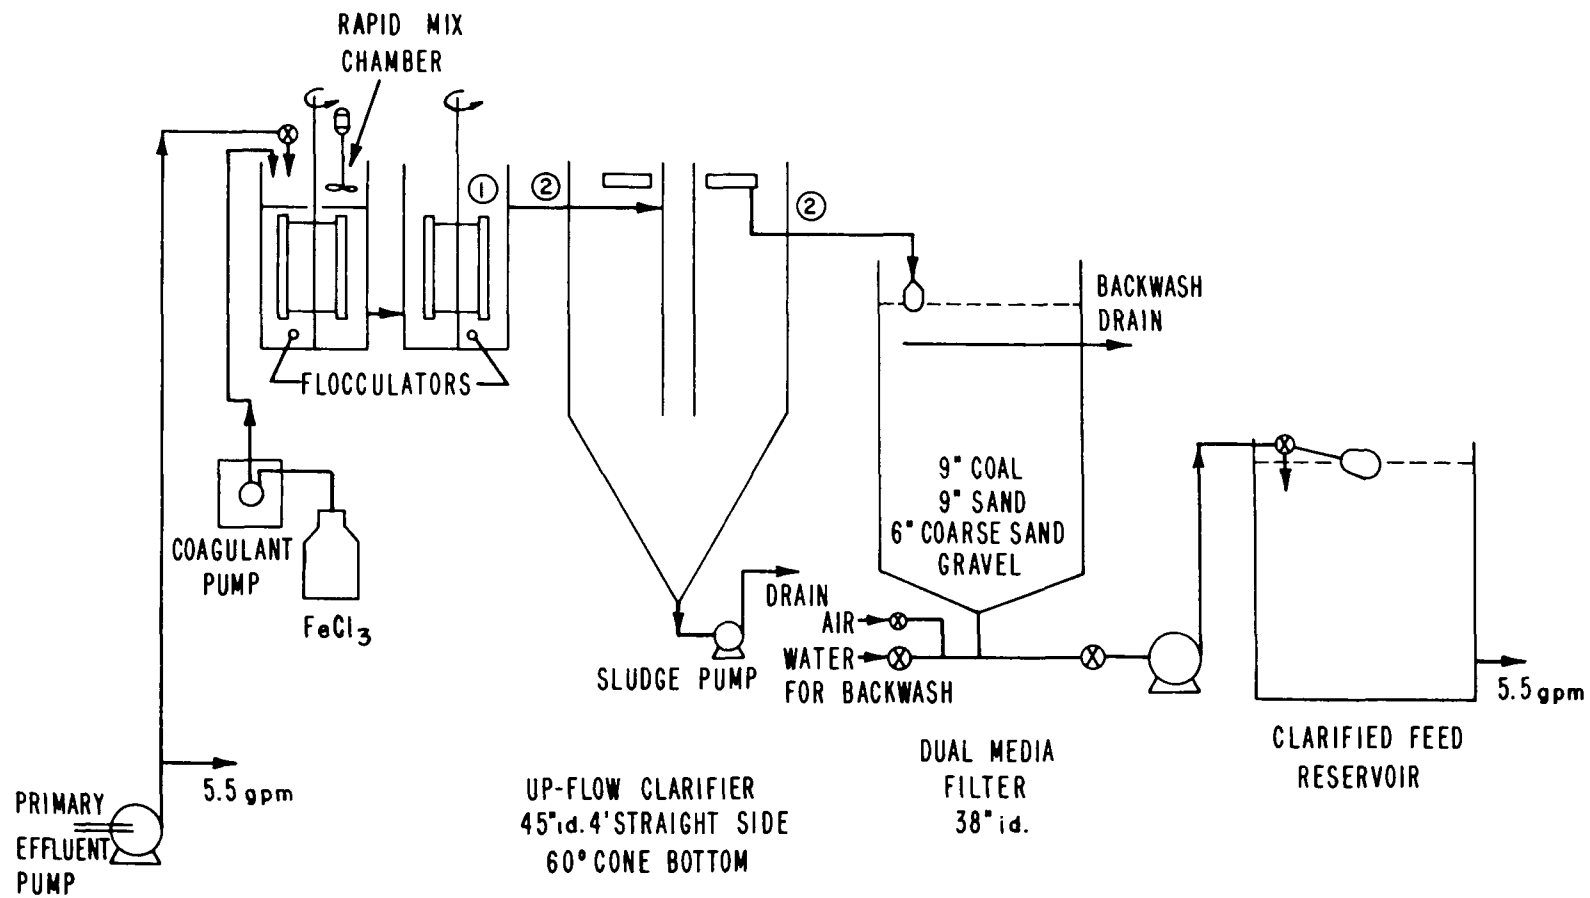 RAPID MIX
CHAMBER
①
②
②
BACKWASH
DRAIN
FLOCCULATORS
9" COAL
9" SAND
6" COARSE SAND
GRAVEL
COAGULANT
PUMP
FeCl3
DRAIN
AIR
WATER
FOR BACKWASH
SLUDGE PUMP
5.5 gpm
CLARIFIED FEED
RESERVOIR
DUAL MEDIA
FILTER
38" id.
UP-FLOW CLARIFIER
45"id. 4' STRAIGHT SIDE
60° CONE BOTTOM
5.5 gpm
PRIMARY
EFFLUENT
PUMP